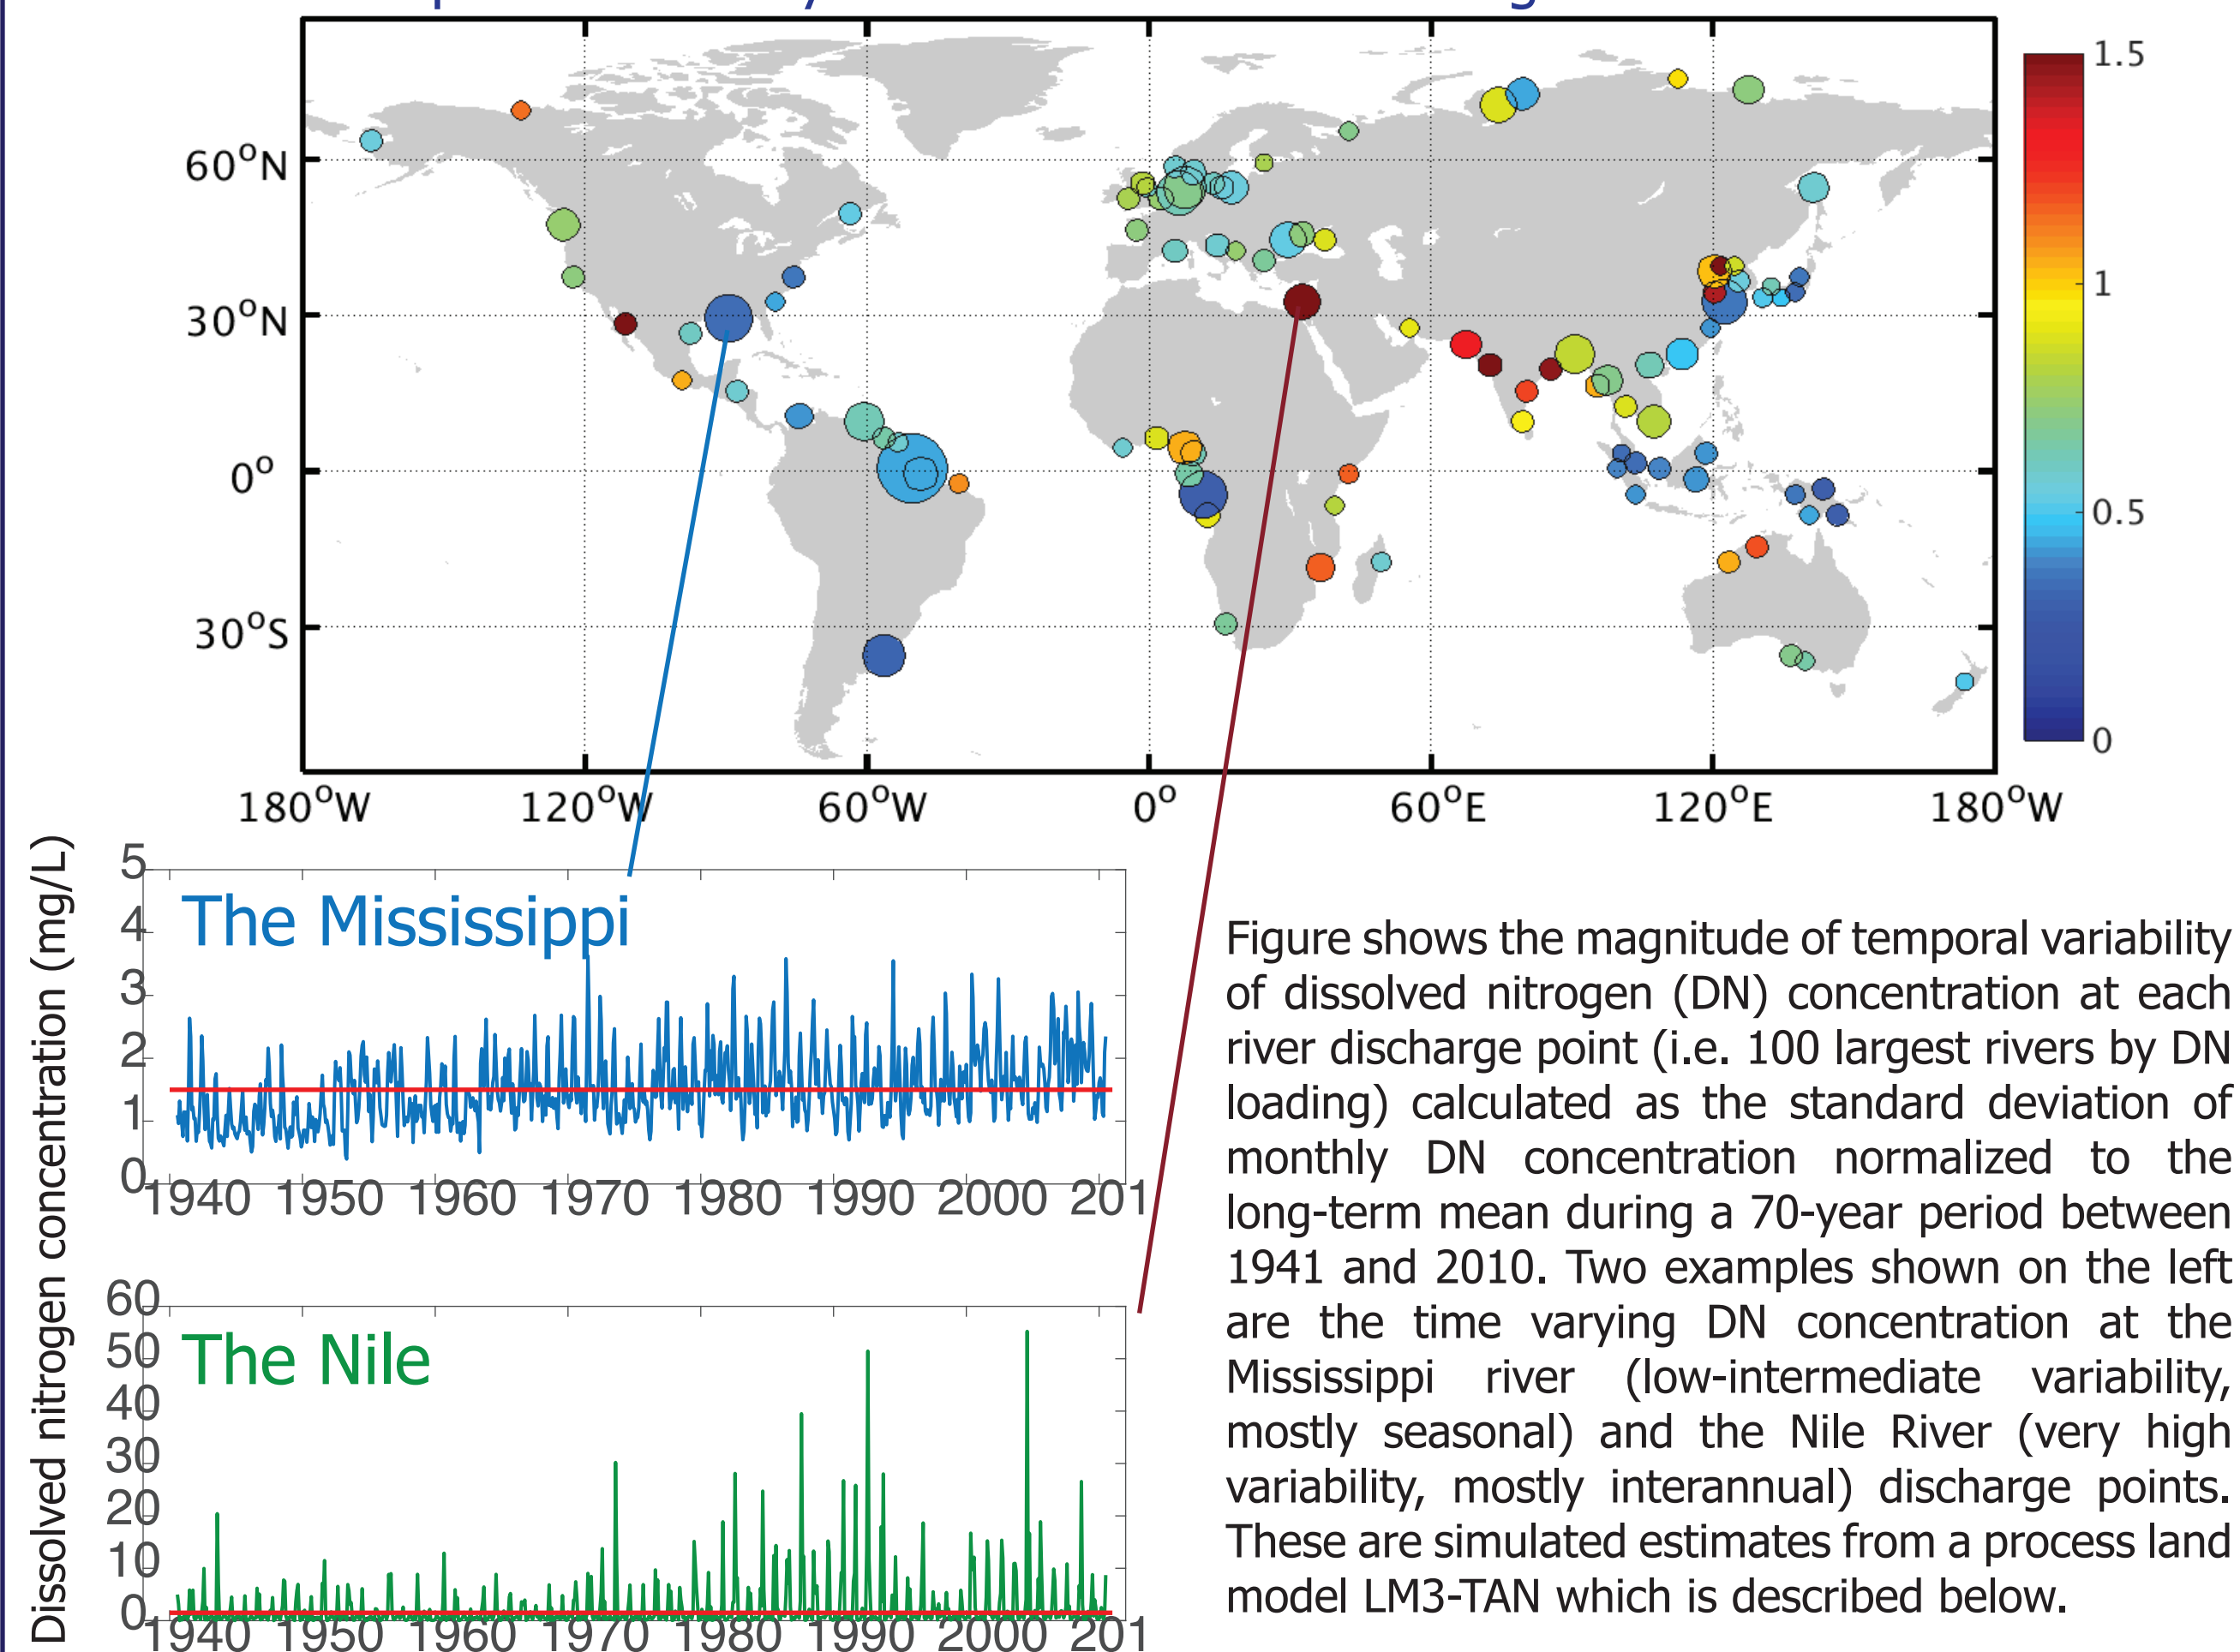 60°N
30°N
0°
30°S
180°W 120°W 60°W 0° 60°E 120°E 180°W
1.5
1
0.5
0
Dissolved nitrogen concentration (mg/L)
The Mississippi
5
4
3
2
1
0
1940 1950 1960 1970 1980 1990 2000 201
The Nile
60
50
40
30
20
10
0
1940 1950 1960 1970 1980 1990 2000 201
Figure shows the magnitude of temporal variability
of dissolved nitrogen (DN) concentration at each
river discharge point (i.e. 100 largest rivers by DN
loading) calculated as the standard deviation of
monthly DN concentration normalized to the
long-term mean during a 70-year period between
1941 and 2010. Two examples shown on the left
are the time varying DN concentration at the
Mississippi river (low-intermediate variability,
mostly seasonal) and the Nile River (very high
variability, mostly interannual) discharge points.
These are simulated estimates from a process land
model LM3-TAN which is described below.